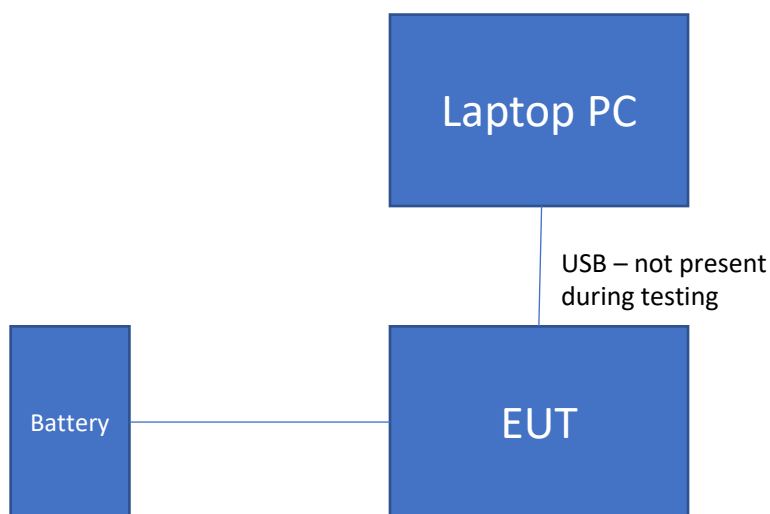 Laptop PC
USB – not present
during testing
Battery
EUT